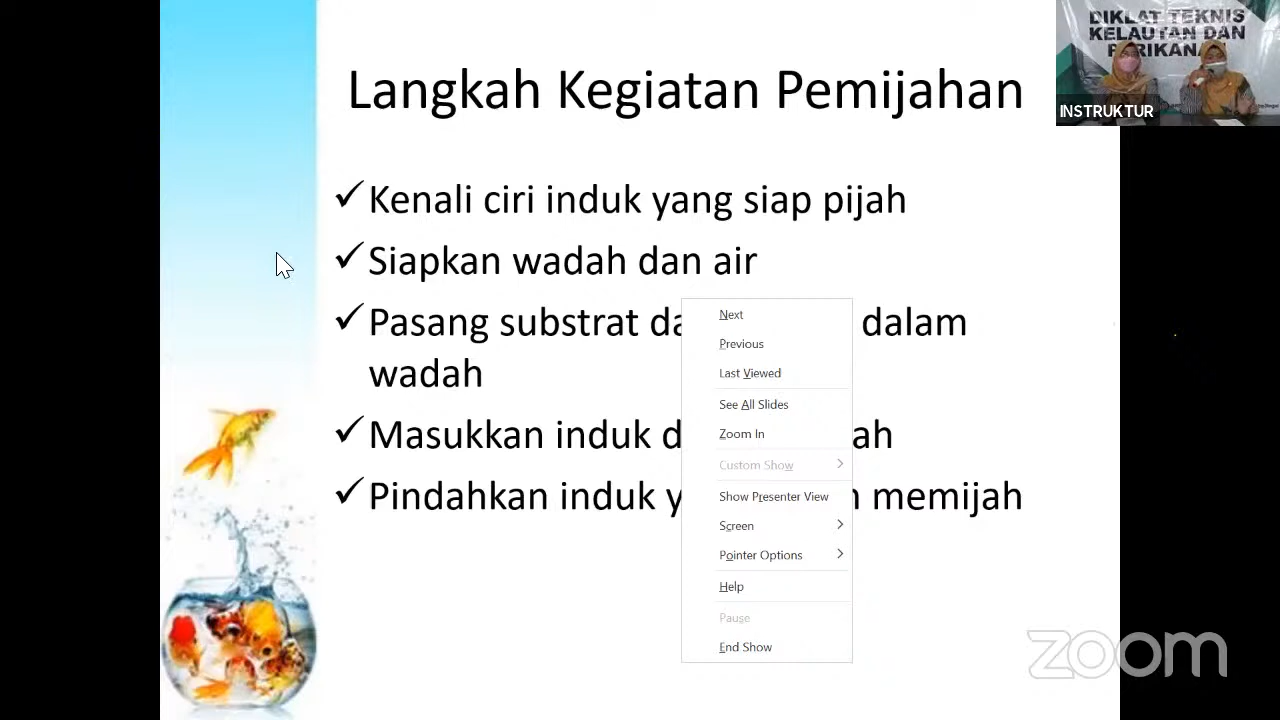 DIKLAT TEKNIS
KELAUTAN DAN
PERIKANAN
INSTRUKTUR
Langkah Kegiatan Pemijahan
✓Kenali ciri induk yang siap pijah
✓Siapkan wadah dan air
✓Pasang substrat dalam
wadah
✓Masukkan induk
✓Pindahkan induk memijah
Next
Previous
Last Viewed
See All Slides
Zoom In
Custom Show
Show Presenter View
Screen
Pointer Options
Help
Pause
End Show
zoom